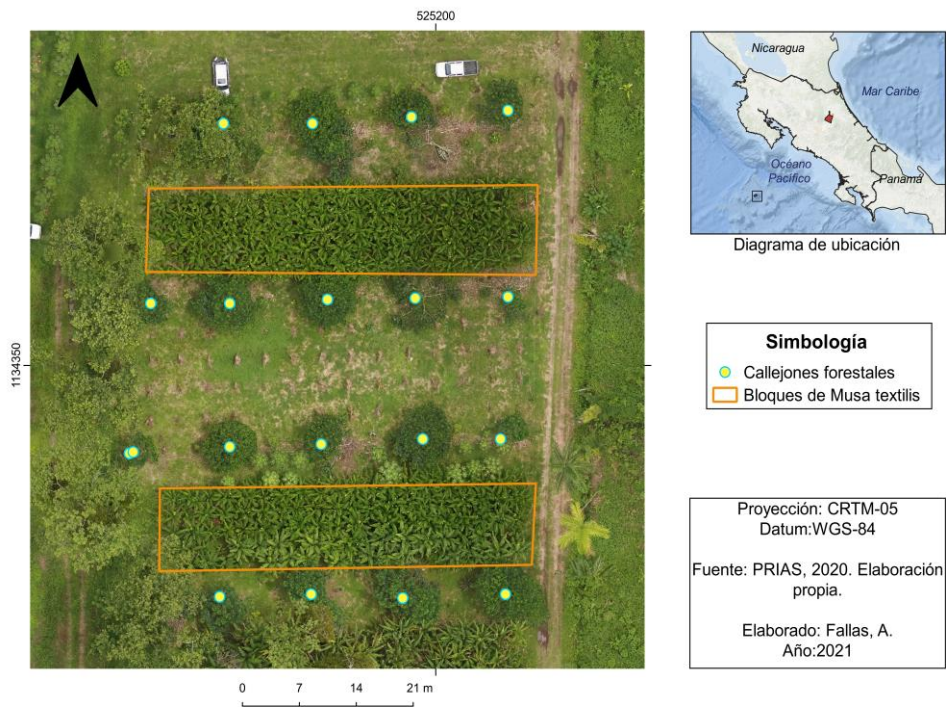 525200
1134350
Nicaragua
Mar Caribe
Océano
Pacifico
Panamá
Diagrama de ubicación
Simbología
Callejones forestales
Bloques de Musa textilis
Proyección: CRTM-05
Datum:WGS-84
Fuente: PRIAS, 2020. Elaboración
propia.
Elaborado: Fallas, A.
Año:2021
0 7 14 21 m